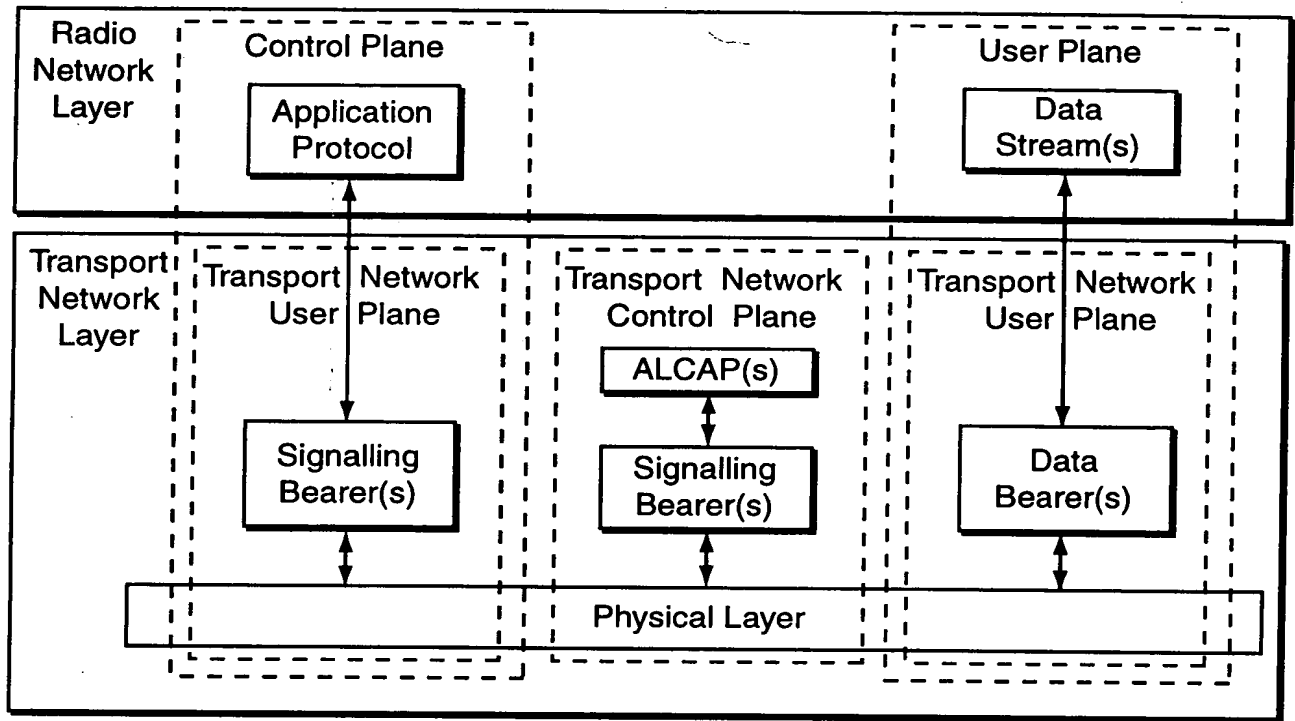 Radio
Network
Layer
Control Plane
Application
Protocol
User Plane
Data
Stream(s)
Transport
Network
Layer
Transport Network
User Plane
Signalling
Bearer(s)
Transport Network
Control Plane
ALCAP(s)
Signalling
Bearer(s)
Transport Network
User Plane
Data
Bearer(s)
Physical Layer